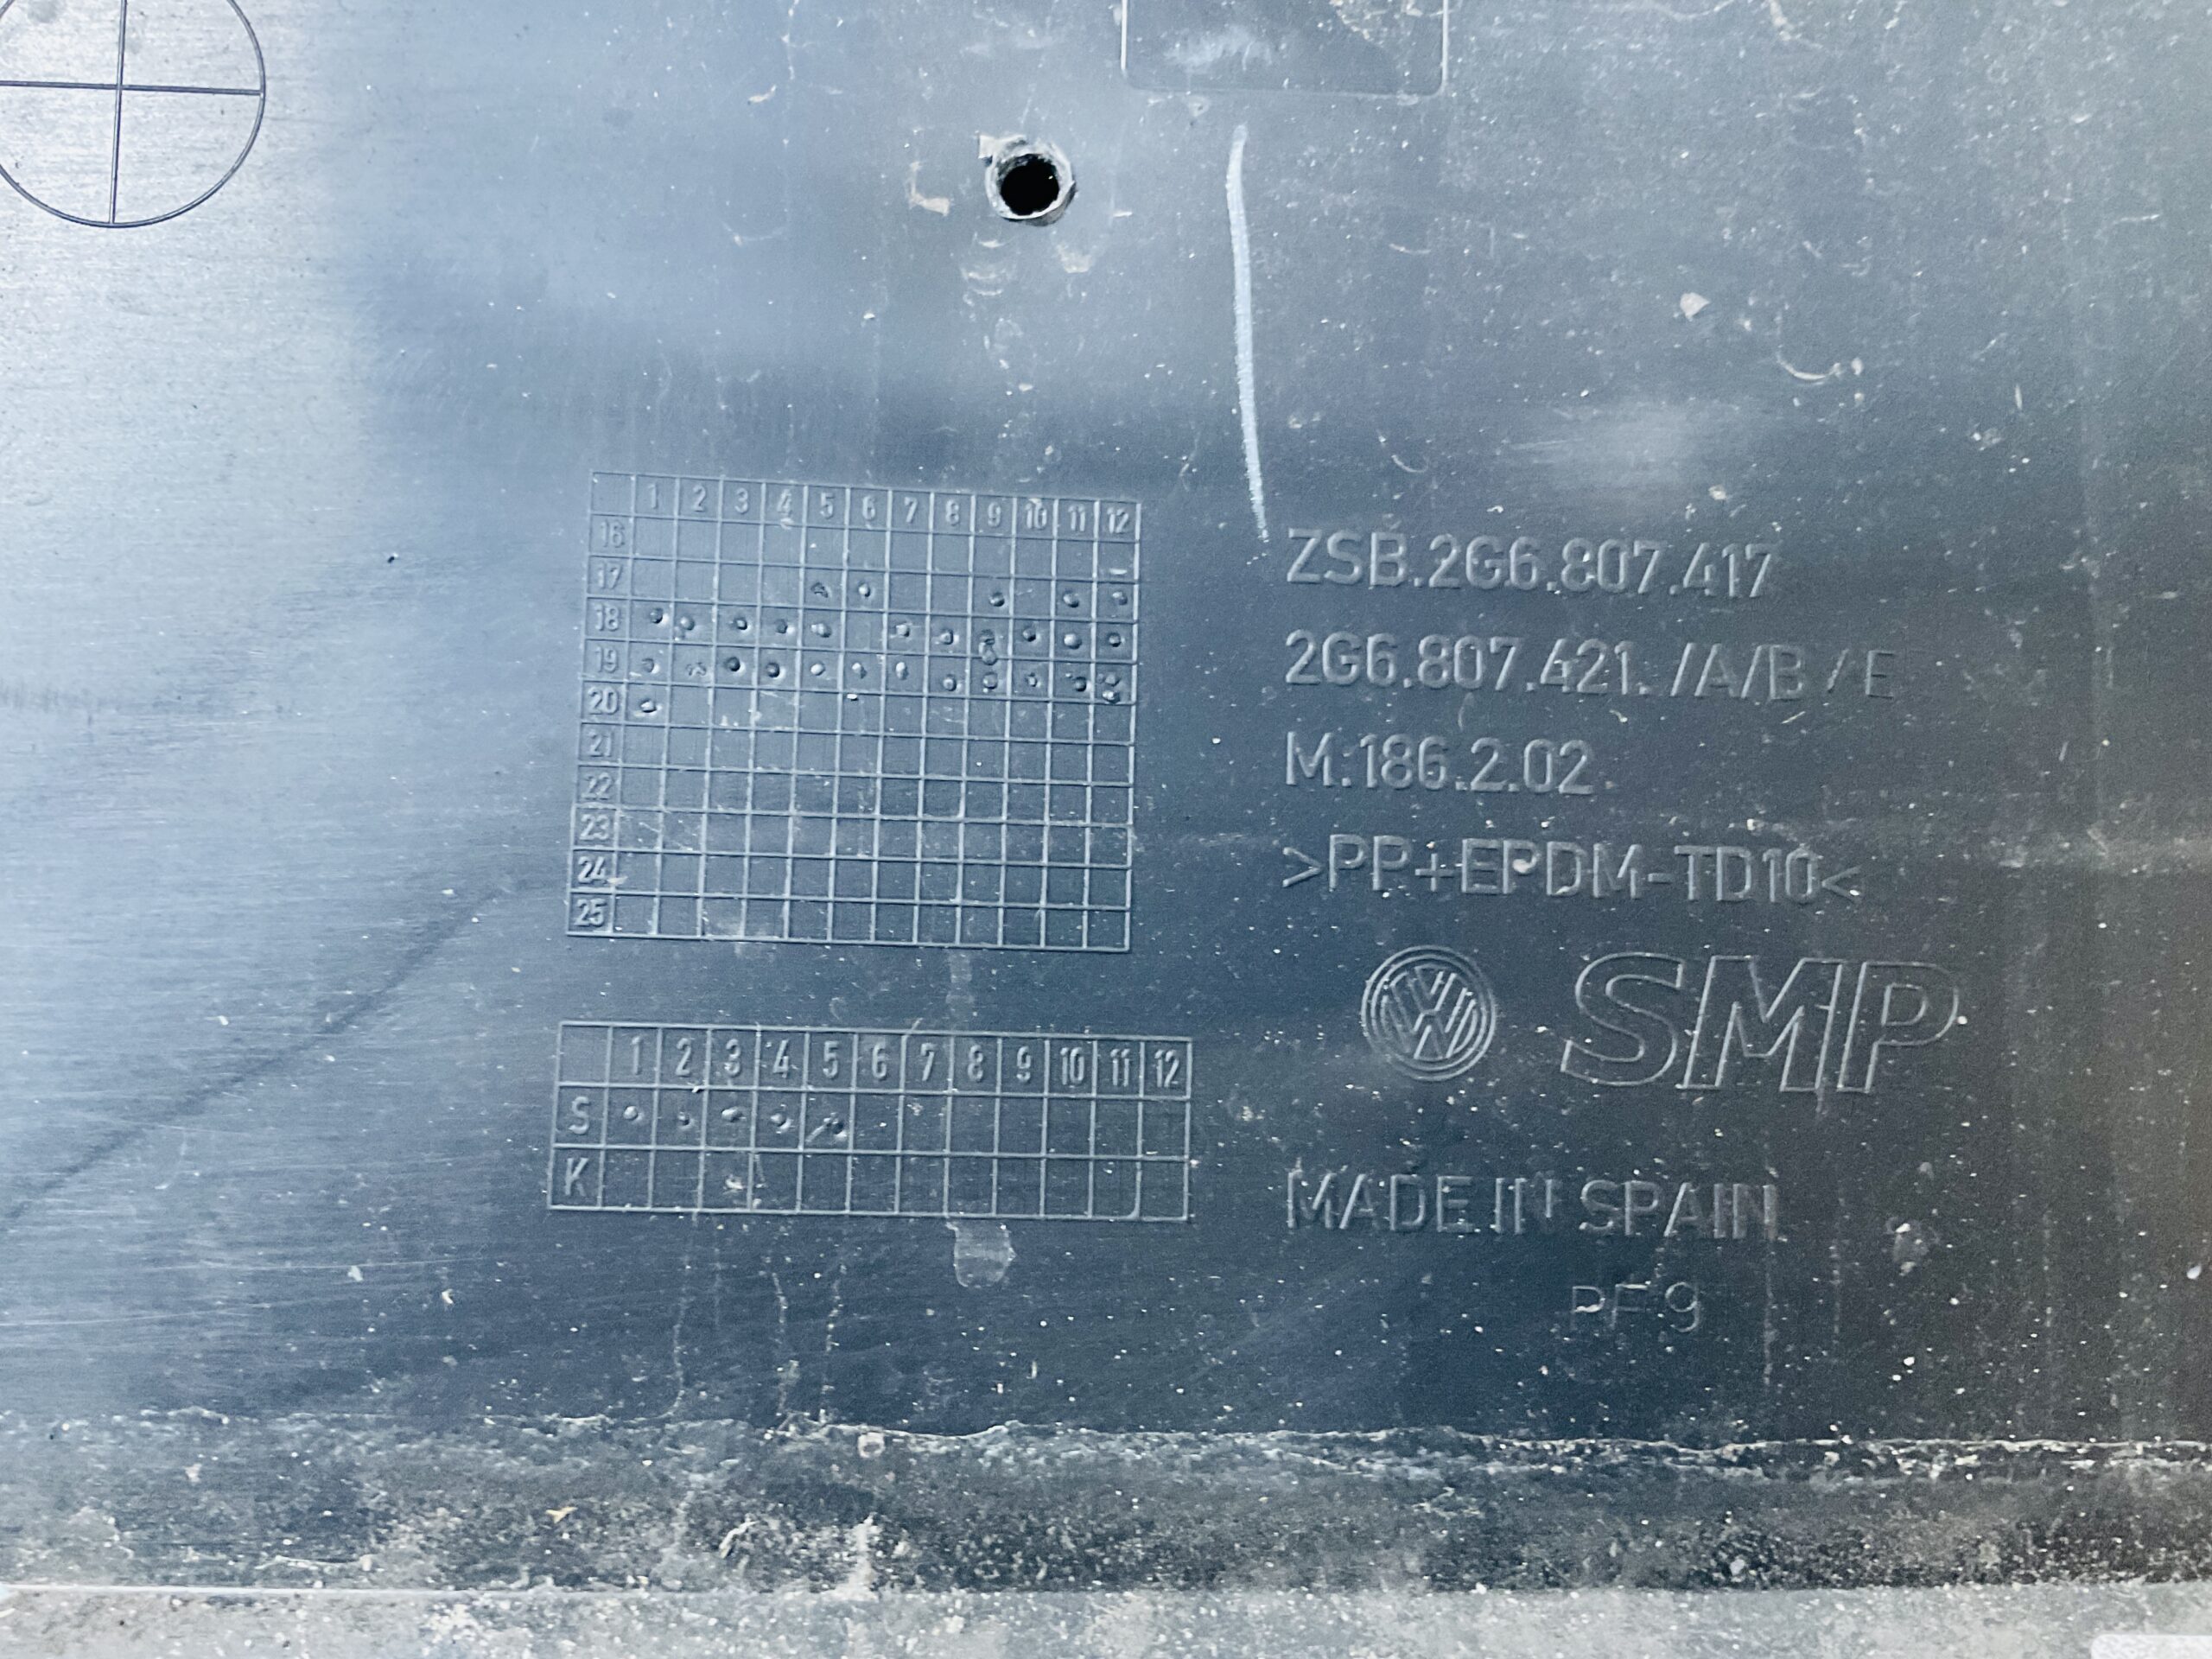 1 2 3 4 5 6 7 8 9 10 11 12
16
17
18
19
20
21
22
23
24
25
1 2 3 4 5 6 7 8 9 10 11 12
S
K
ZSB.2G6.807.417
2G6.807.421. /A/B/E
M.186.2.02.
>PP+EPDM-TD10<
VW SMP
MADE IN SPAIN
PF9